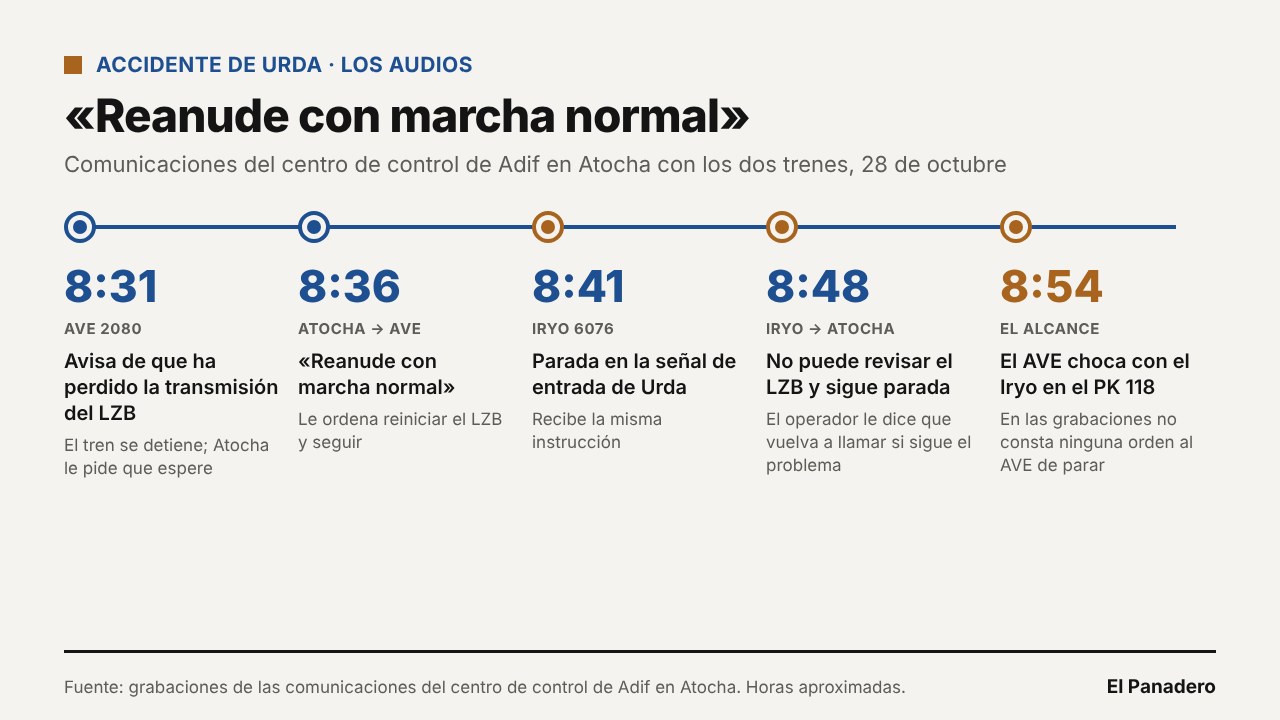 ACCIDENTE DE URDA · LOS AUDIOS
«Reanude con marcha normal»
Comunicaciones del centro de control de Adif en Atocha con los dos trenes, 28 de octubre
8:31
AVE 2080
Avisa de que ha
perdido la transmisión
del LZB
El tren se detiene; Atocha
le pide que espere
8:36
ATOCHA → AVE
«Reanude con
marcha normal»
Le ordena reiniciar el LZB
y seguir
8:41
IRYO 6076
Parada en la señal de
entrada de Urda
Recibe la misma
instrucción
8:48
IRYO → ATOCHA
No puede revisar el
LZB y sigue parada
El operador le dice que
vuelva a llamar si sigue el
problema
8:54
EL ALCANCE
El AVE choca con el
Iryo en el PK 118
En las grabaciones no
consta ninguna orden al
AVE de parar
Fuente: grabaciones de las comunicaciones del centro de control de Adif en Atocha. Horas aproximadas.
El Panadero